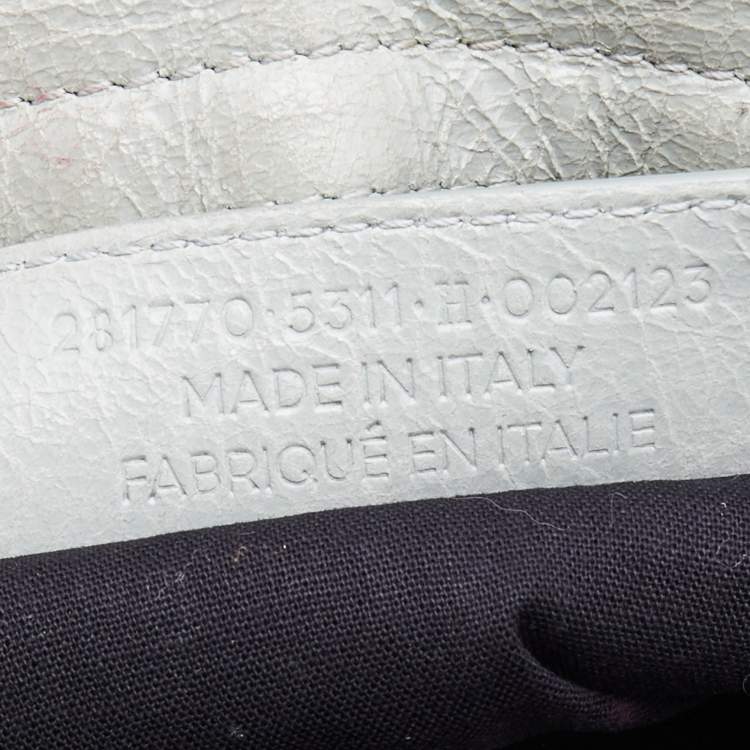 281770·5311·H·002123
MADE IN ITALY
FABRIQUÉ EN ITALIE